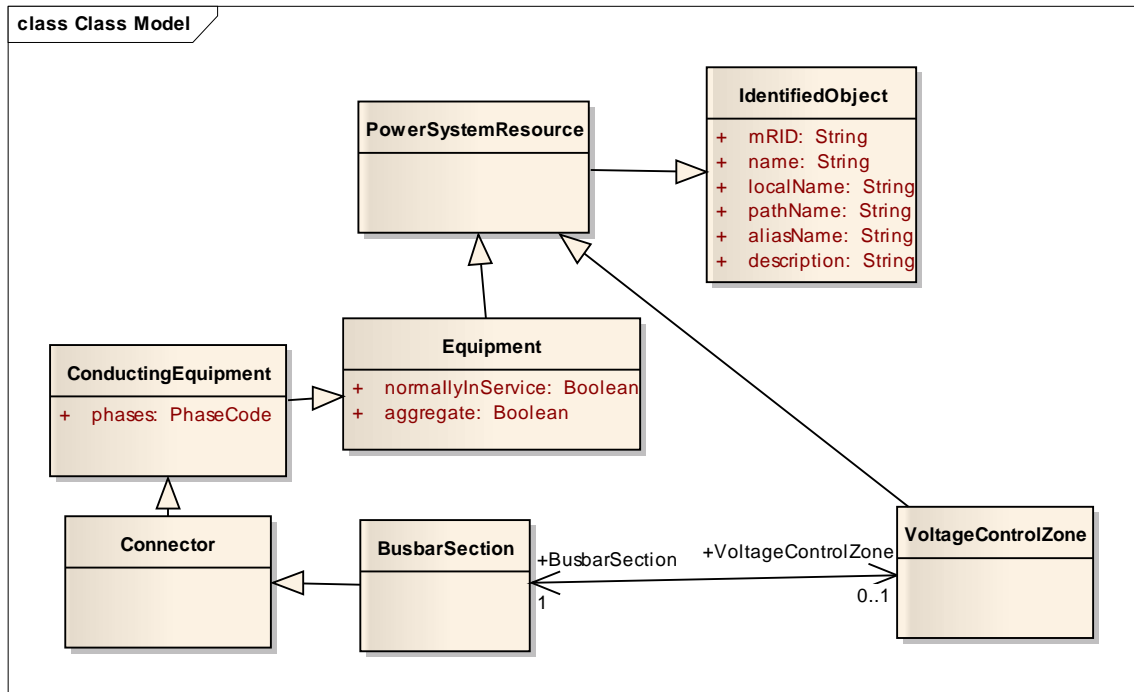 class Class Model
IdentifiedObject
+ mRID: String
+ name: String
+ localName: String
+ pathName: String
+ aliasName: String
+ description: String
PowerSystemResource
Equipment
+ normallyInService: Boolean
+ aggregate: Boolean
ConductingEquipment
+ phases: PhaseCode
Connector
BusbarSection
+BusbarSection
1
+VoltageControlZone
0..1
VoltageControlZone